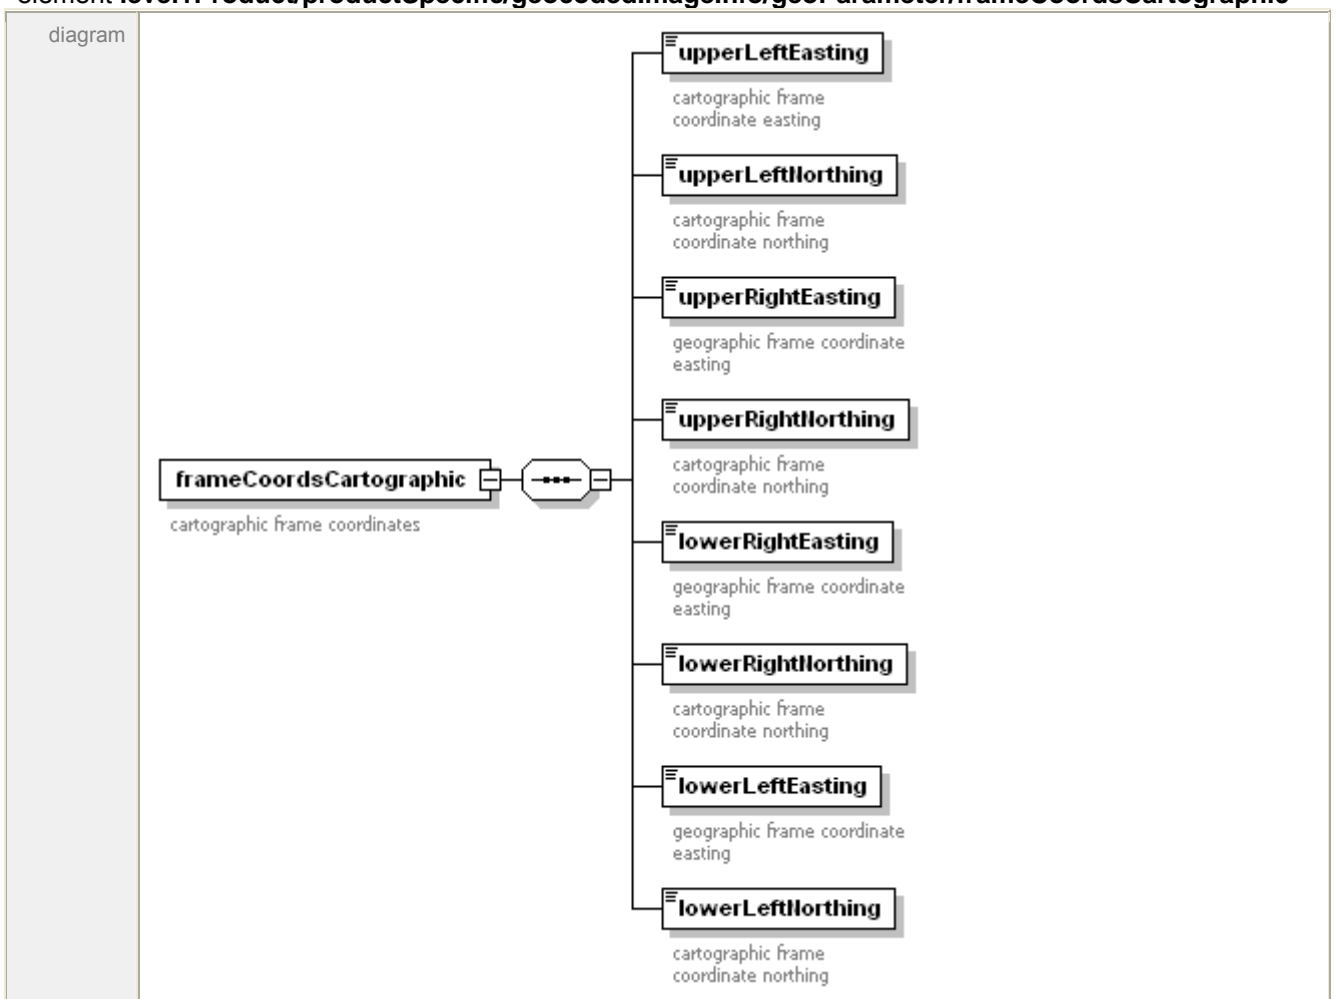 diagram
upperLeftEasting
cartographic frame
coordinate easting
upperLeftNorthing
cartographic frame
coordinate northing
upperRightEasting
geographic frame coordinate
easting
upperRightNorthing
cartographic frame
coordinate northing
frameCoordsCartographic
cartographic frame coordinates
lowerRightEasting
geographic frame coordinate
easting
lowerRightNorthing
cartographic frame
coordinate northing
lowerLeftEasting
geographic frame coordinate
easting
lowerLeftNorthing
cartographic frame
coordinate northing